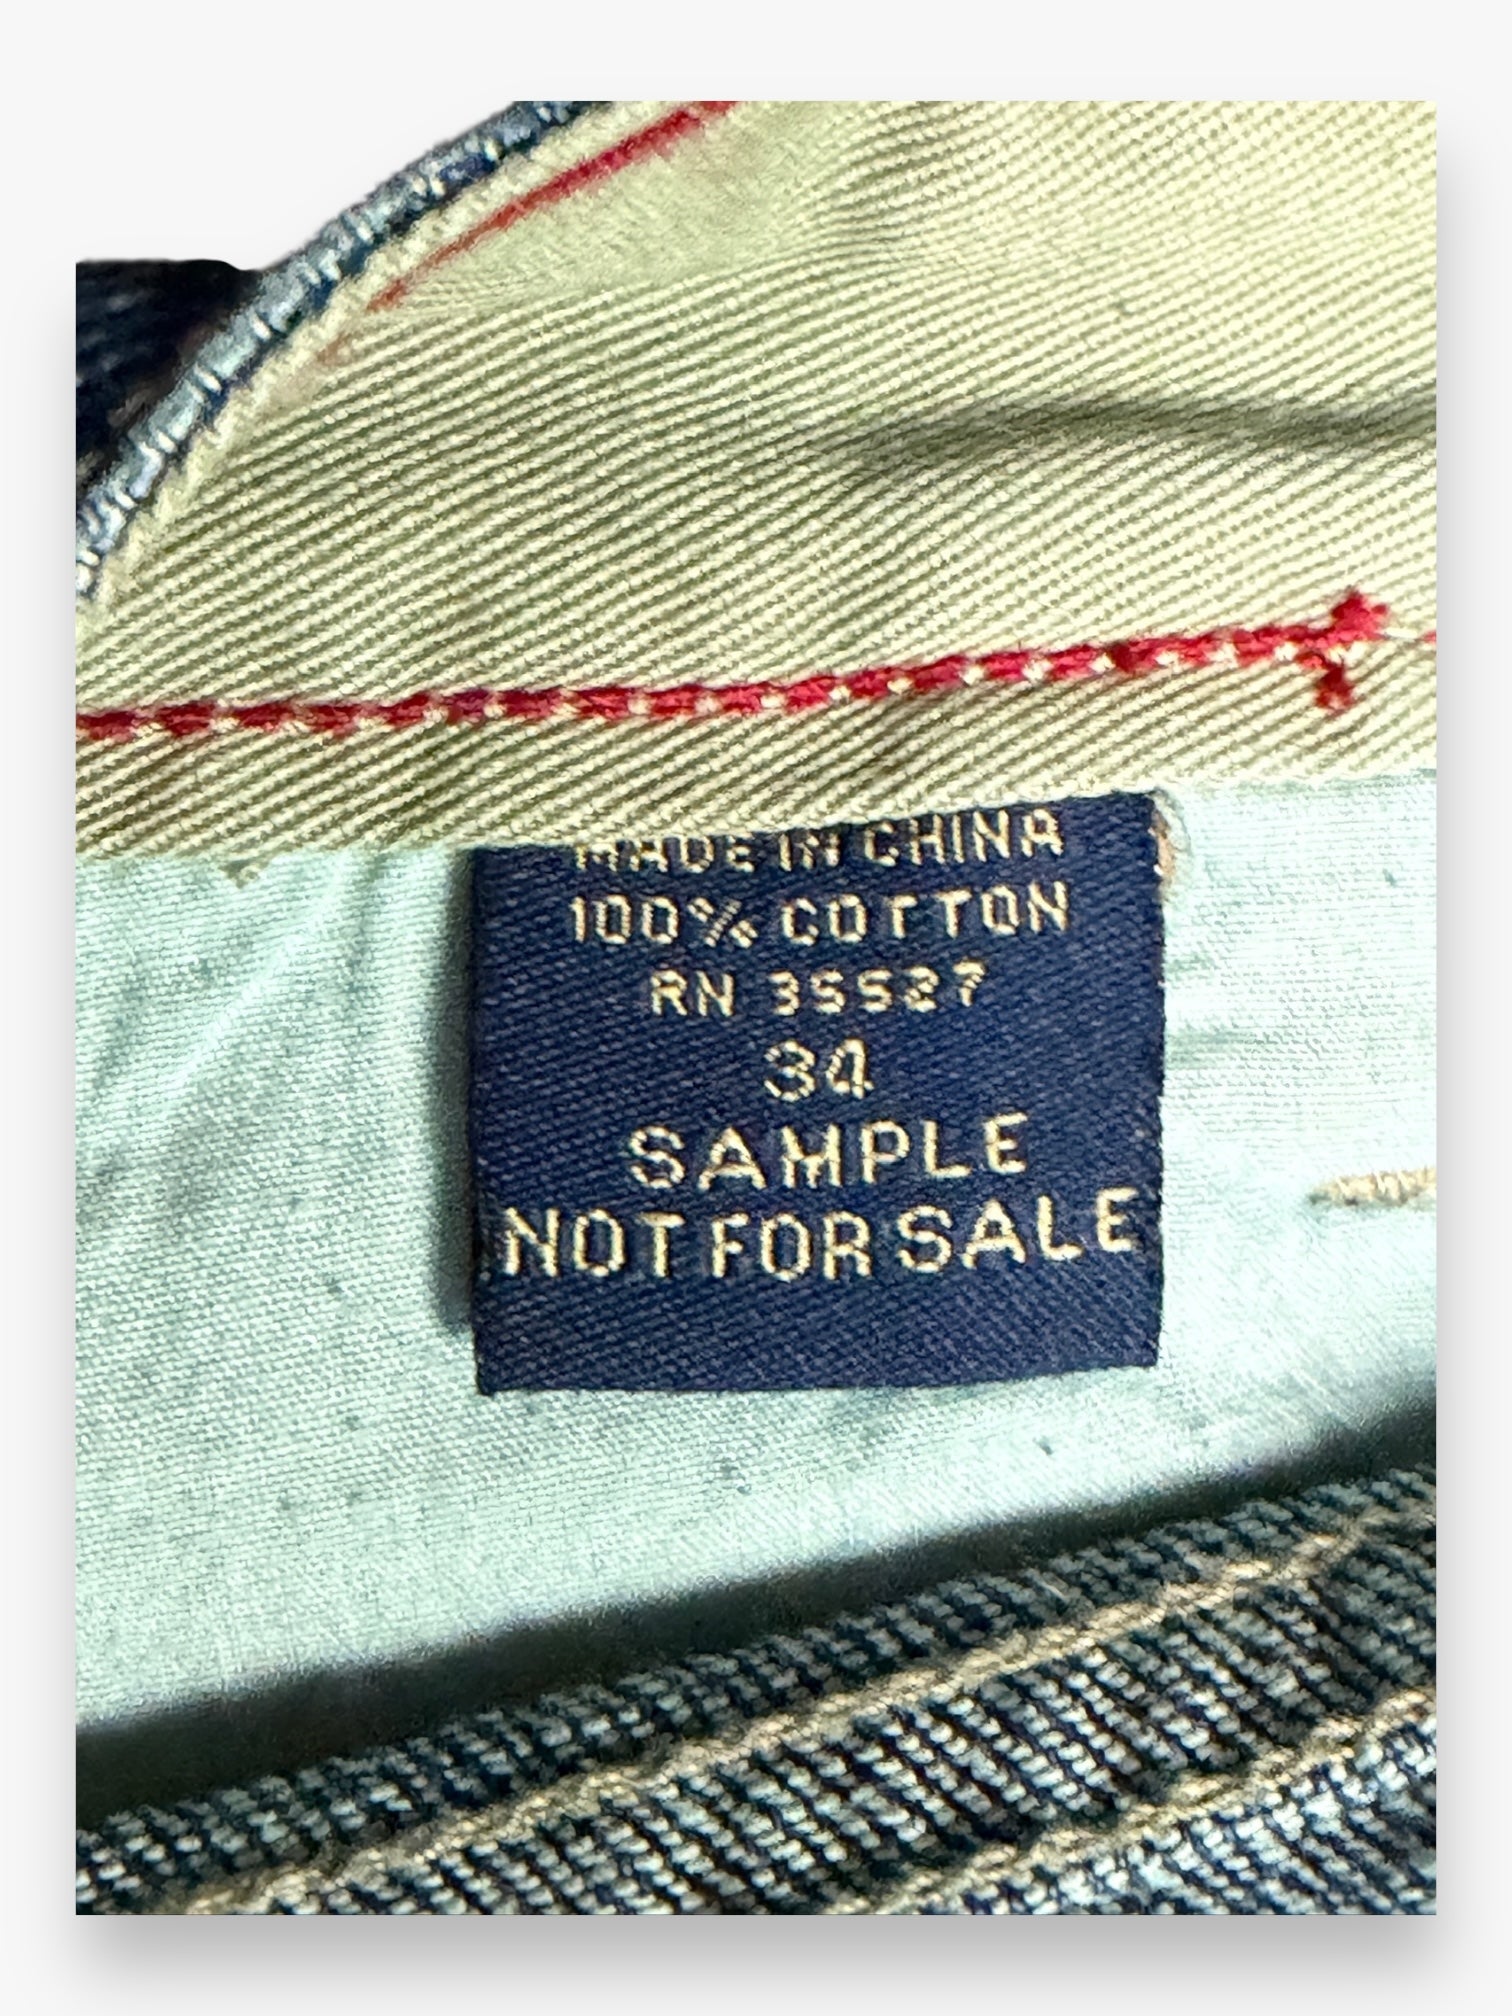 MADE IN CHINA
100% COTTON
RN 35527
34
SAMPLE
NOT FOR SALE